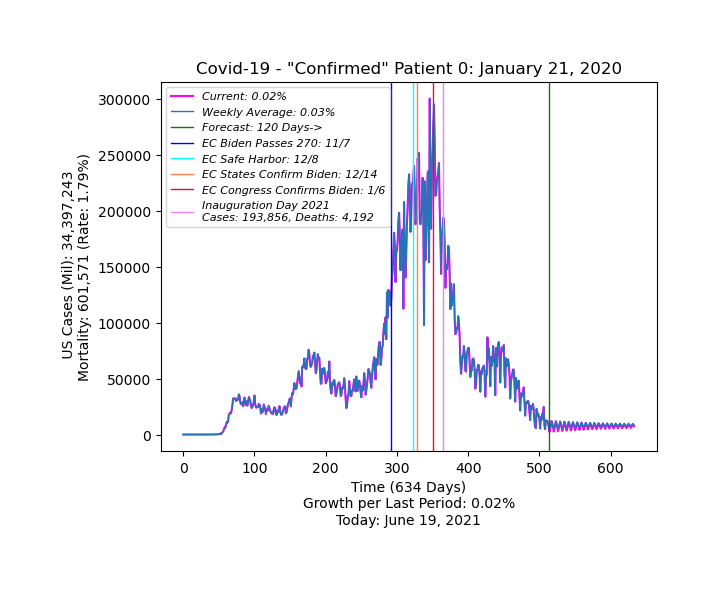 Covid-19 - "Confirmed" Patient 0: January 21, 2020
US Cases (Mil): 34,397,243
Mortality: 601,571 (Rate: 1.79%)
300000
250000
200000
150000
100000
50000
0
Current: 0.02%
Weekly Average: 0.03%
Forecast: 120 Days->
EC Biden Passes 270: 11/7
EC Safe Harbor: 12/8
EC States Confirm Biden: 12/14
EC Congress Confirms Biden: 1/6
Inauguration Day 2021
Cases: 193,856, Deaths: 4,192
0 100 200 300 400 500 600
Time (634 Days)
Growth per Last Period: 0.02%
Today: June 19, 2021